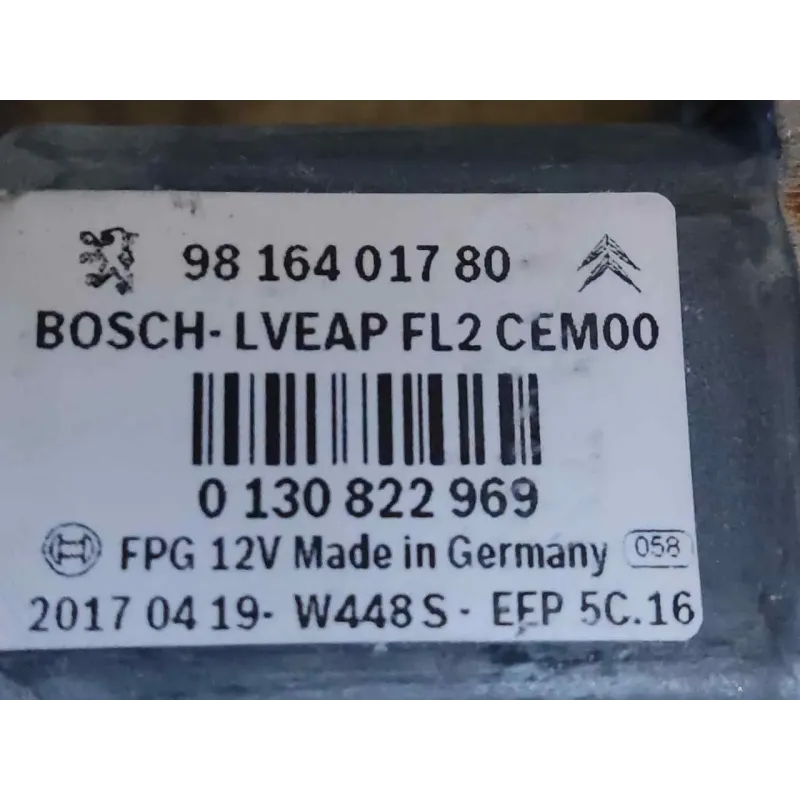 98 164 017 80
BOSCH- LVEAP FL2 CEM00
0 130 822 969
FPG 12V Made in Germany 058
2017 04 19- W448 S - EFP 5C.16